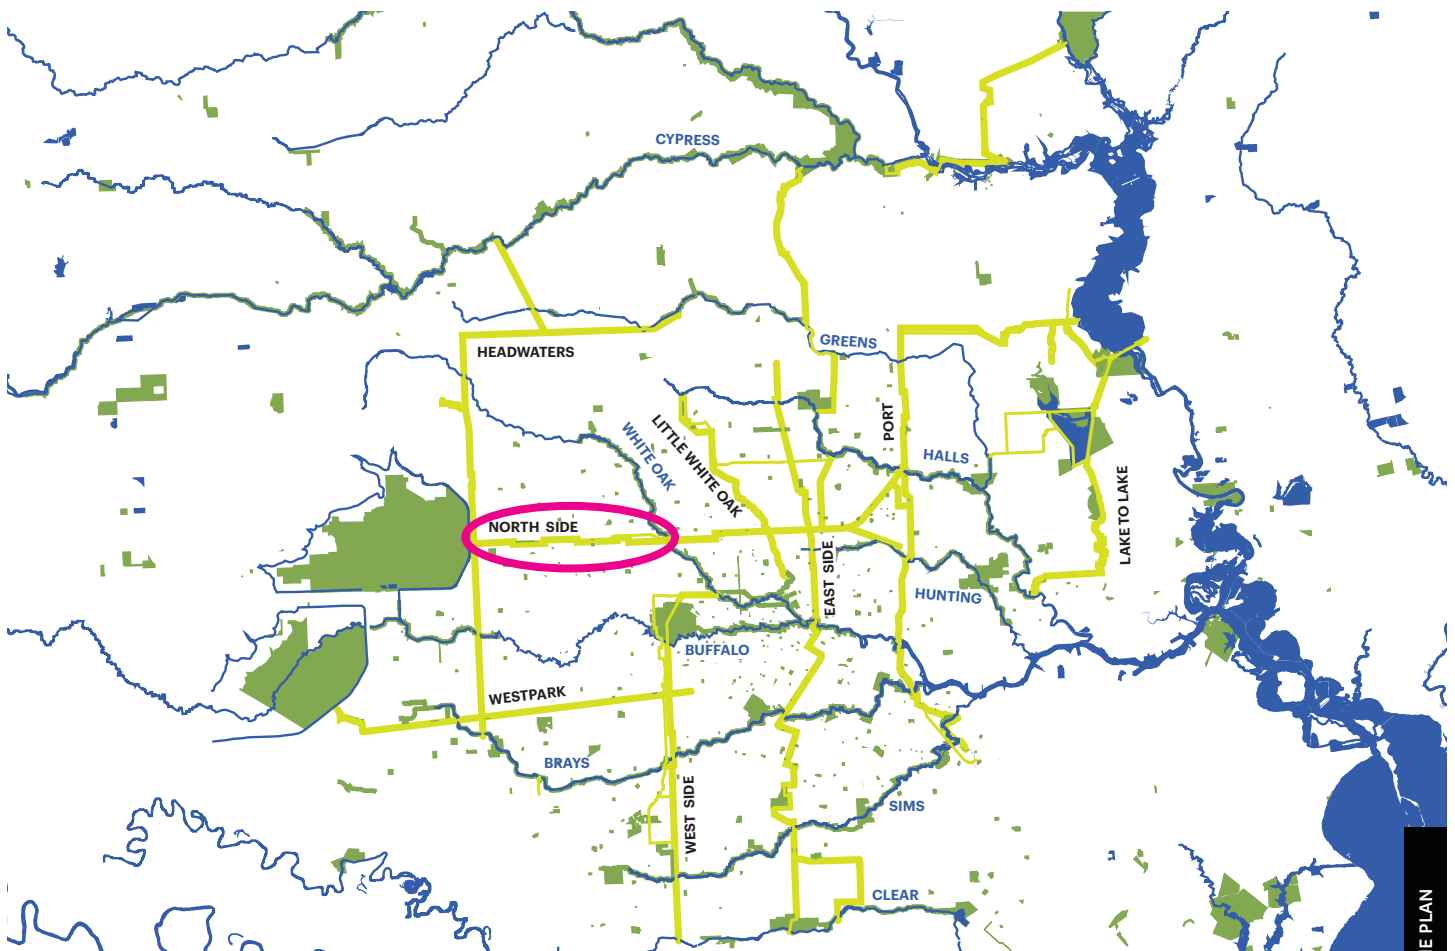 CYPRESS
GREENS
HEADWATERS
PORT
LITTLE WHITE OAK
WHITE OAK
HALLS
LAKE TO LAKE
NORTH SIDE
EAST SIDE
HUNTING
BUFFALO
WESTPARK
BRAYS
WEST SIDE
SIMS
CLEAR
PLAN